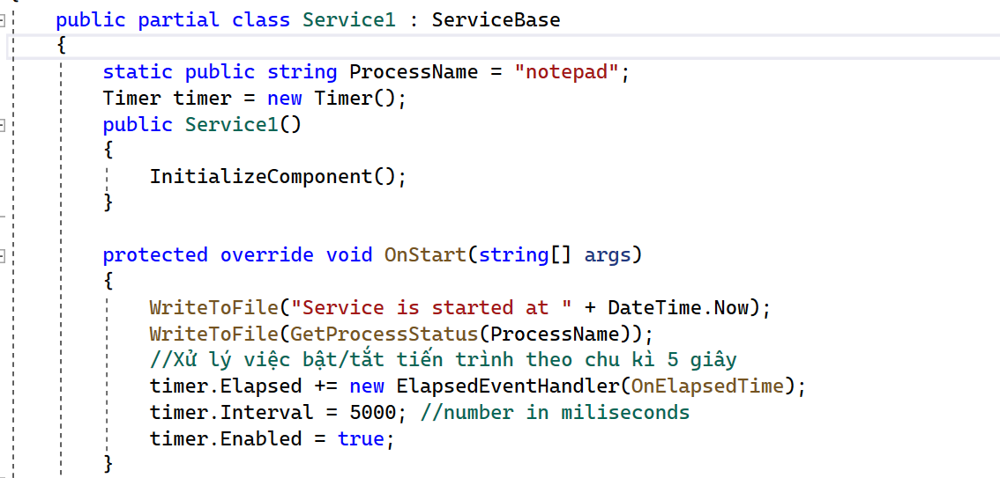 public partial class Service1 : ServiceBase
{
static public string ProcessName = "notepad";
Timer timer = new Timer();
public Service1()
{
InitializeComponent();
}
protected override void OnStart(string[] args)
{
WriteToFile("Service is started at " + DateTime.Now);
WriteToFile(GetProcessStatus(ProcessName));
//Xử lý việc bật/tắt tiến trình theo chu kì 5 giây
timer.Elapsed += new ElapsedEventHandler(OnElapsedTime);
timer.Interval = 5000; //number in miliseconds
timer.Enabled = true;
}